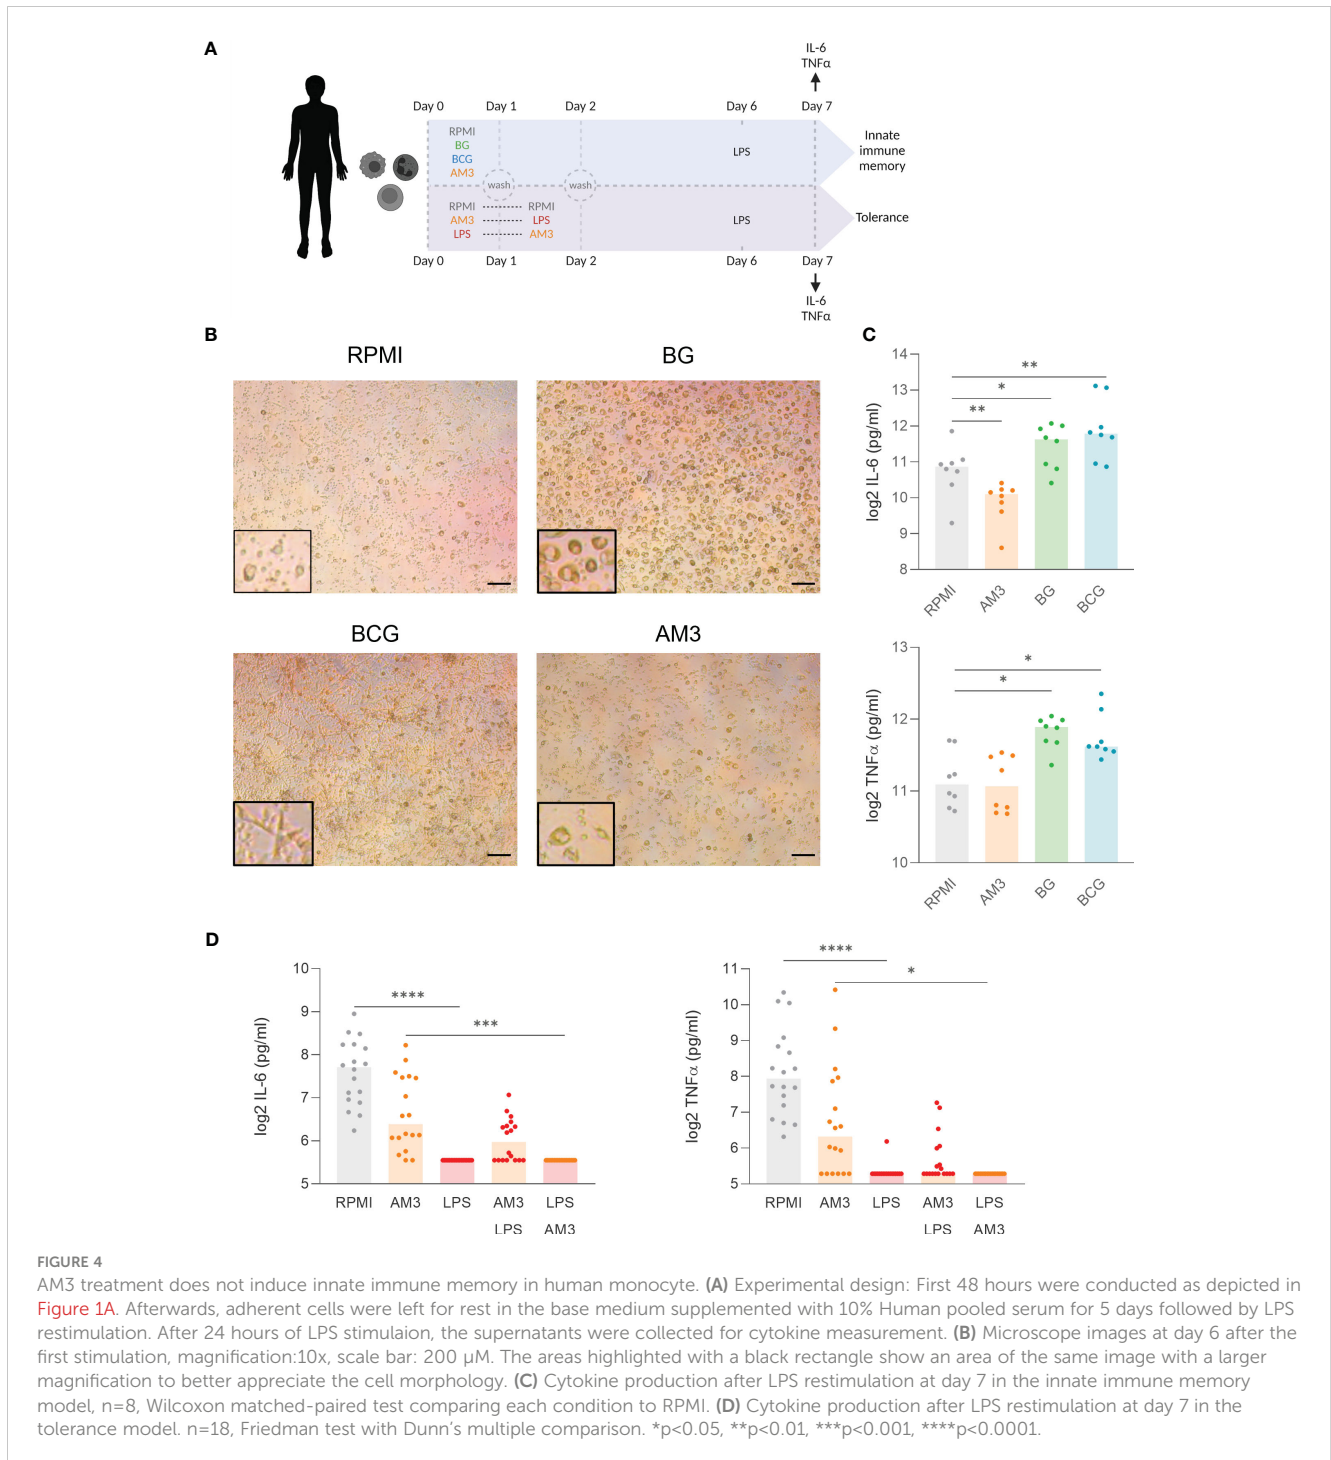 A
IL-6
TNFα
Day 0 Day 1 Day 2 Day 6 Day 7
RPMI
BG
BCG
AM3
LPS
Innate
immune
memory
wash wash
RPMI RPMI
AM3 LPS
LPS AM3
LPS
Tolerance
Day 0 Day 1 Day 2 Day 6 Day 7
IL-6
TNFα
B
RPMI BG
BCG AM3
C
log2 IL-6 (pg/ml)
14
13
12
11
10
9
8
**
*
**
RPMI AM3 BG BCG
log2 TNFα (pg/ml)
13
12
11
10
*
*
RPMI AM3 BG BCG
D
log2 IL-6 (pg/ml)
10
9
8
7
6
5
****
***
RPMI AM3 LPS AM3 LPS
LPS AM3
log2 TNFα (pg/ml)
11
10
9
8
7
6
5
****
*
RPMI AM3 LPS AM3 LPS
LPS AM3
FIGURE 4
AM3 treatment does not induce innate immune memory in human monocyte. (A) Experimental design: First 48 hours were conducted as depicted in
Figure 1A. Afterwards, adherent cells were left for rest in the base medium supplemented with 10% Human pooled serum for 5 days followed by LPS
restimulation. After 24 hours of LPS stimulaion, the supernatants were collected for cytokine measurement. (B) Microscope images at day 6 after the
first stimulation, magnification:10x, scale bar: 200 μM. The areas highlighted with a black rectangle show an area of the same image with a larger
magnification to better appreciate the cell morphology. (C) Cytokine production after LPS restimulation at day 7 in the innate immune memory
model, n=8, Wilcoxon matched-paired test comparing each condition to RPMI. (D) Cytokine production after LPS restimulation at day 7 in the
tolerance model. n=18, Friedman test with Dunn's multiple comparison. *p<0.05, **p<0.01, ***p<0.001, ****p<0.0001.